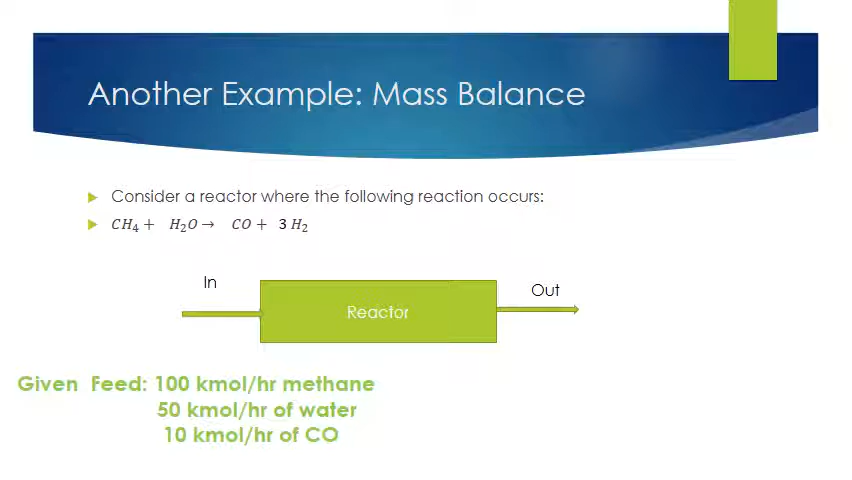 Another Example: Mass Balance
Consider a reactor where the following reaction occurs:
CH₄ + H₂O → CO + 3 H₂
In
Out
Reactor
Given Feed: 100 kmol/hr methane
50 kmol/hr of water
10 kmol/hr of CO